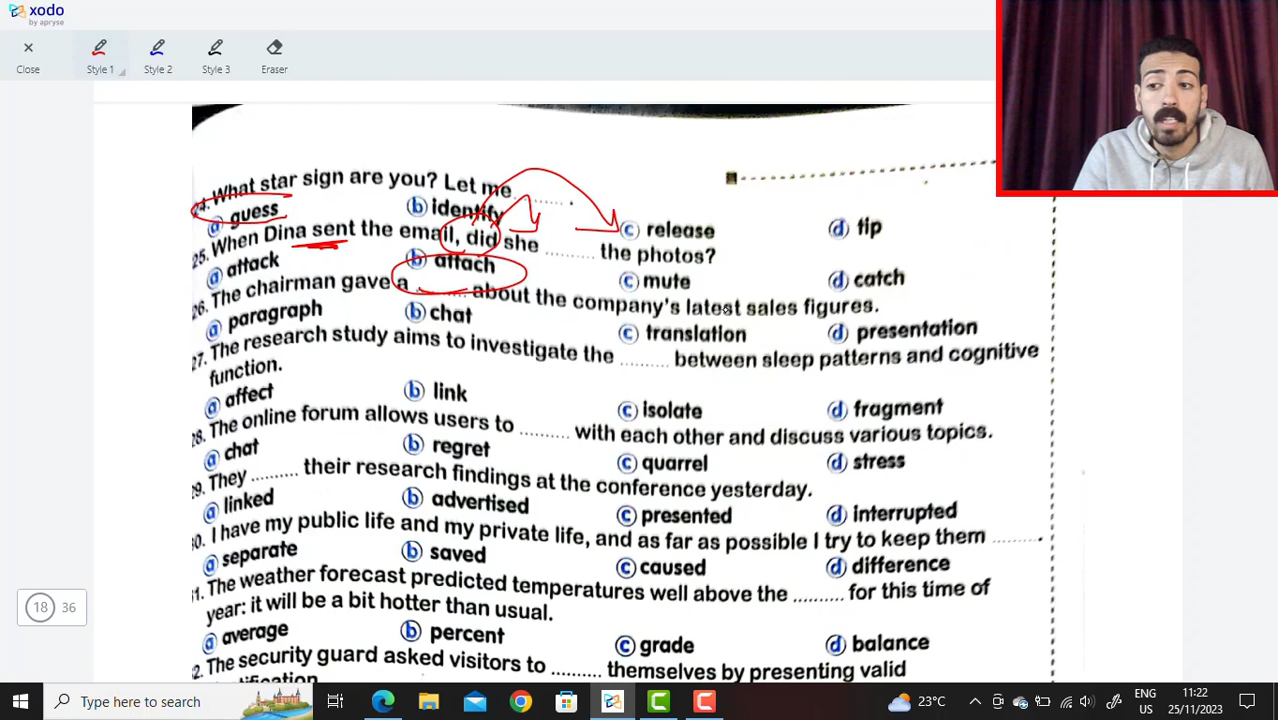 xodo
by apryse
Close
Style 1
Style 2
Style 3
Eraser
24. What star sign are you? Let me .........
a guess b identify c release d tip
25. When Dina sent the email, did she .......... the photos?
a attack b attach c mute d catch
26. The chairman gave a .......... about the company's latest sales figures.
a paragraph b chat c translation d presentation
27. The research study aims to investigate the .......... between sleep patterns and cognitive
function.
a affect b link c isolate d fragment
28. The online forum allows users to .......... with each other and discuss various topics.
a chat b regret c quarrel d stress
29. They .......... their research findings at the conference yesterday.
a linked b advertised c presented d interrupted
0. I have my public life and my private life, and as far as possible I try to keep them ..........
a separate b saved c caused d difference
1. The weather forecast predicted temperatures well above the .......... for this time of
year: it will be a bit hotter than usual.
a average b percent c grade d balance
2. The security guard asked visitors to .......... themselves by presenting valid
18 36
Type here to search
23°C
ENG
11:22
25/11/2023